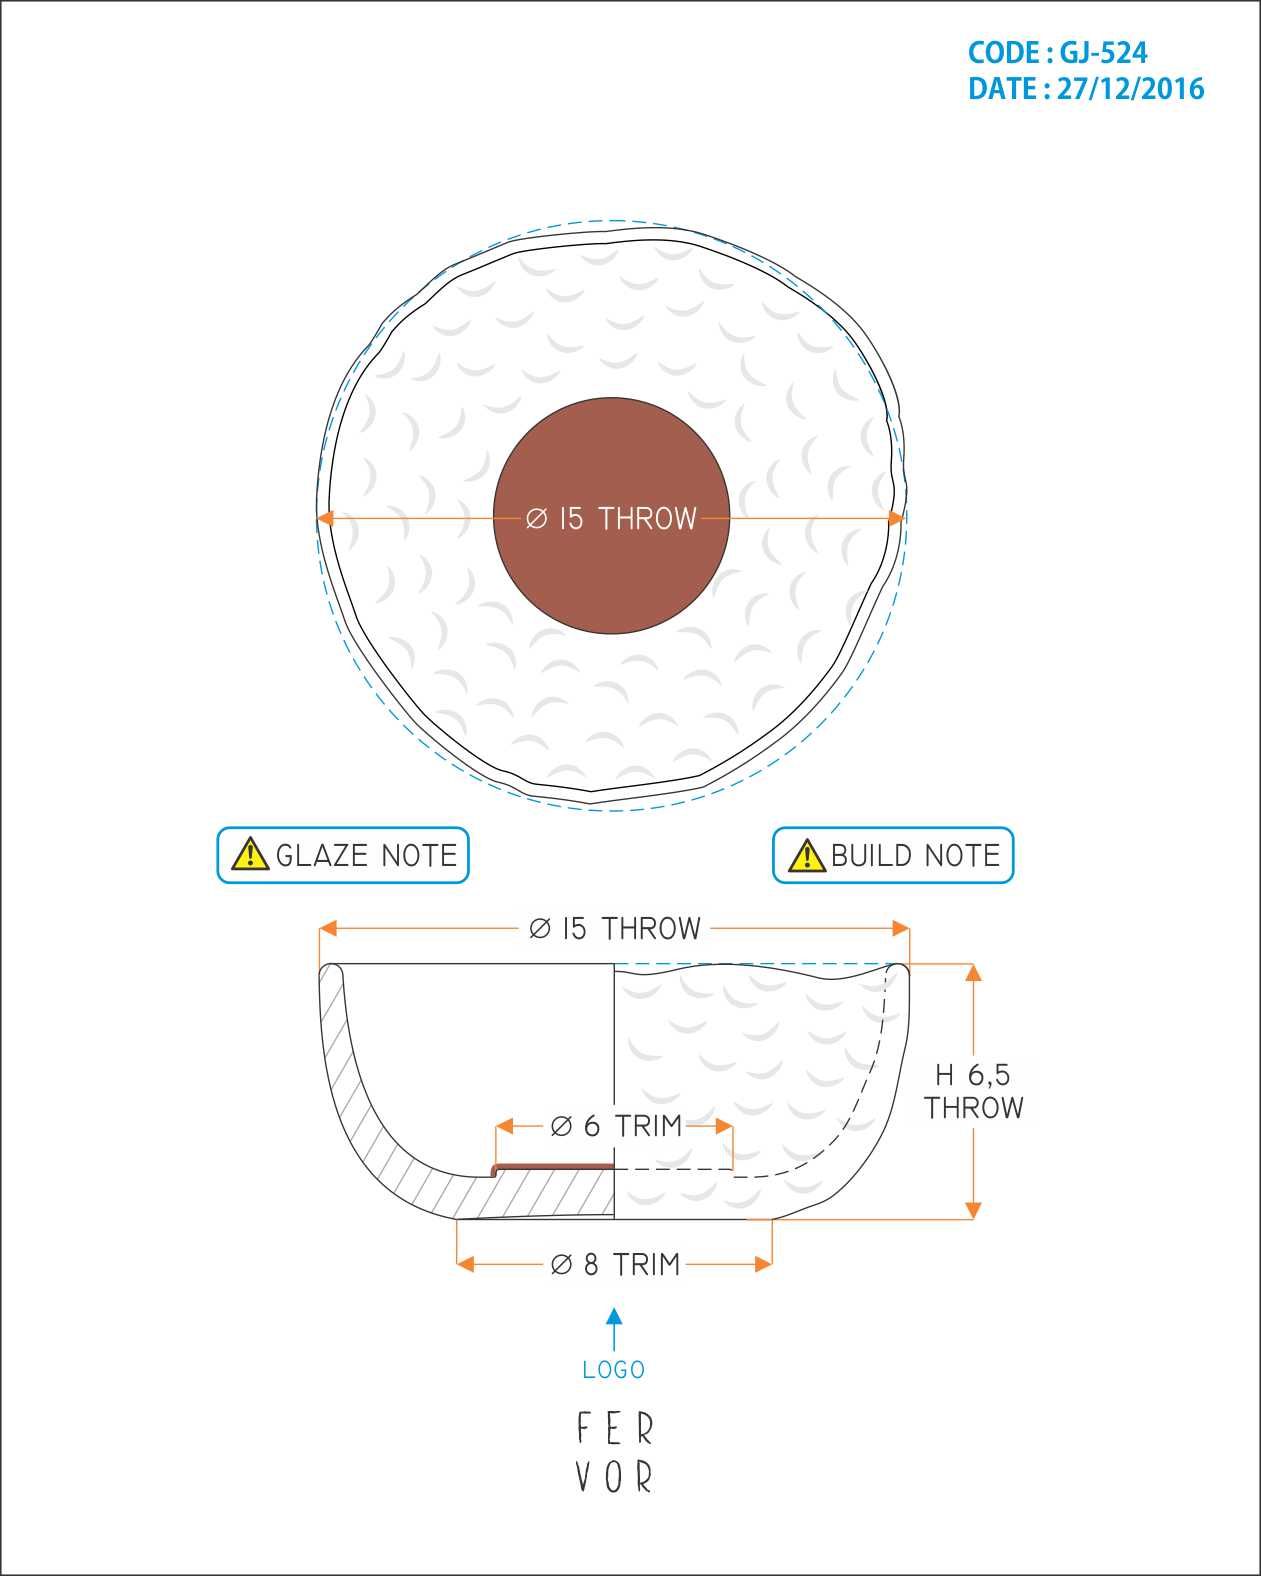 CODE : GJ-524
DATE : 27/12/2016
Ø 15 THROW
GLAZE NOTE
BUILD NOTE
Ø 15 THROW
H 6,5
THROW
Ø 6 TRIM
Ø 8 TRIM
LOGO
FER
VOR